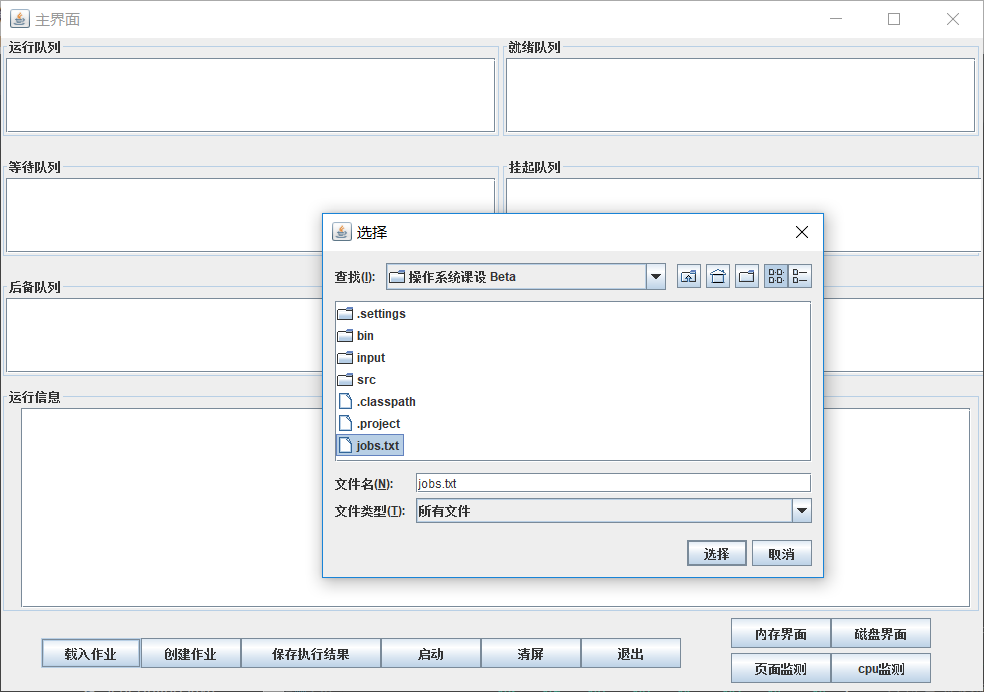 主界面
运行队列 就绪队列
等待队列 挂起队列
后备队列
运行信息
选择
查找(I): 操作系统课设 Beta
.settings
bin
input
src
.classpath
.project
jobs.txt
文件名(N): jobs.txt
文件类型(T): 所有文件
选择 取消
载入作业 创建作业 保存执行结果 启动 清屏 退出
内存界面 磁盘界面
页面监测 cpu监测